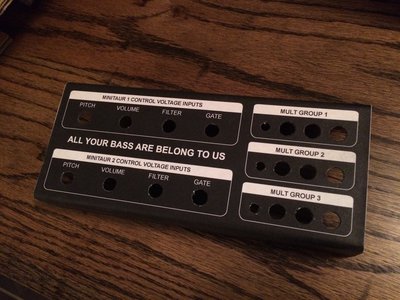 MINITAUR 1 CONTROL VOLTAGE INPUTS
PITCH VOLUME FILTER GATE
ALL YOUR BASS ARE BELONG TO US
MINITAUR 2 CONTROL VOLTAGE INPUTS
PITCH VOLUME FILTER GATE
MULT GROUP 1
MULT GROUP 2
MULT GROUP 3